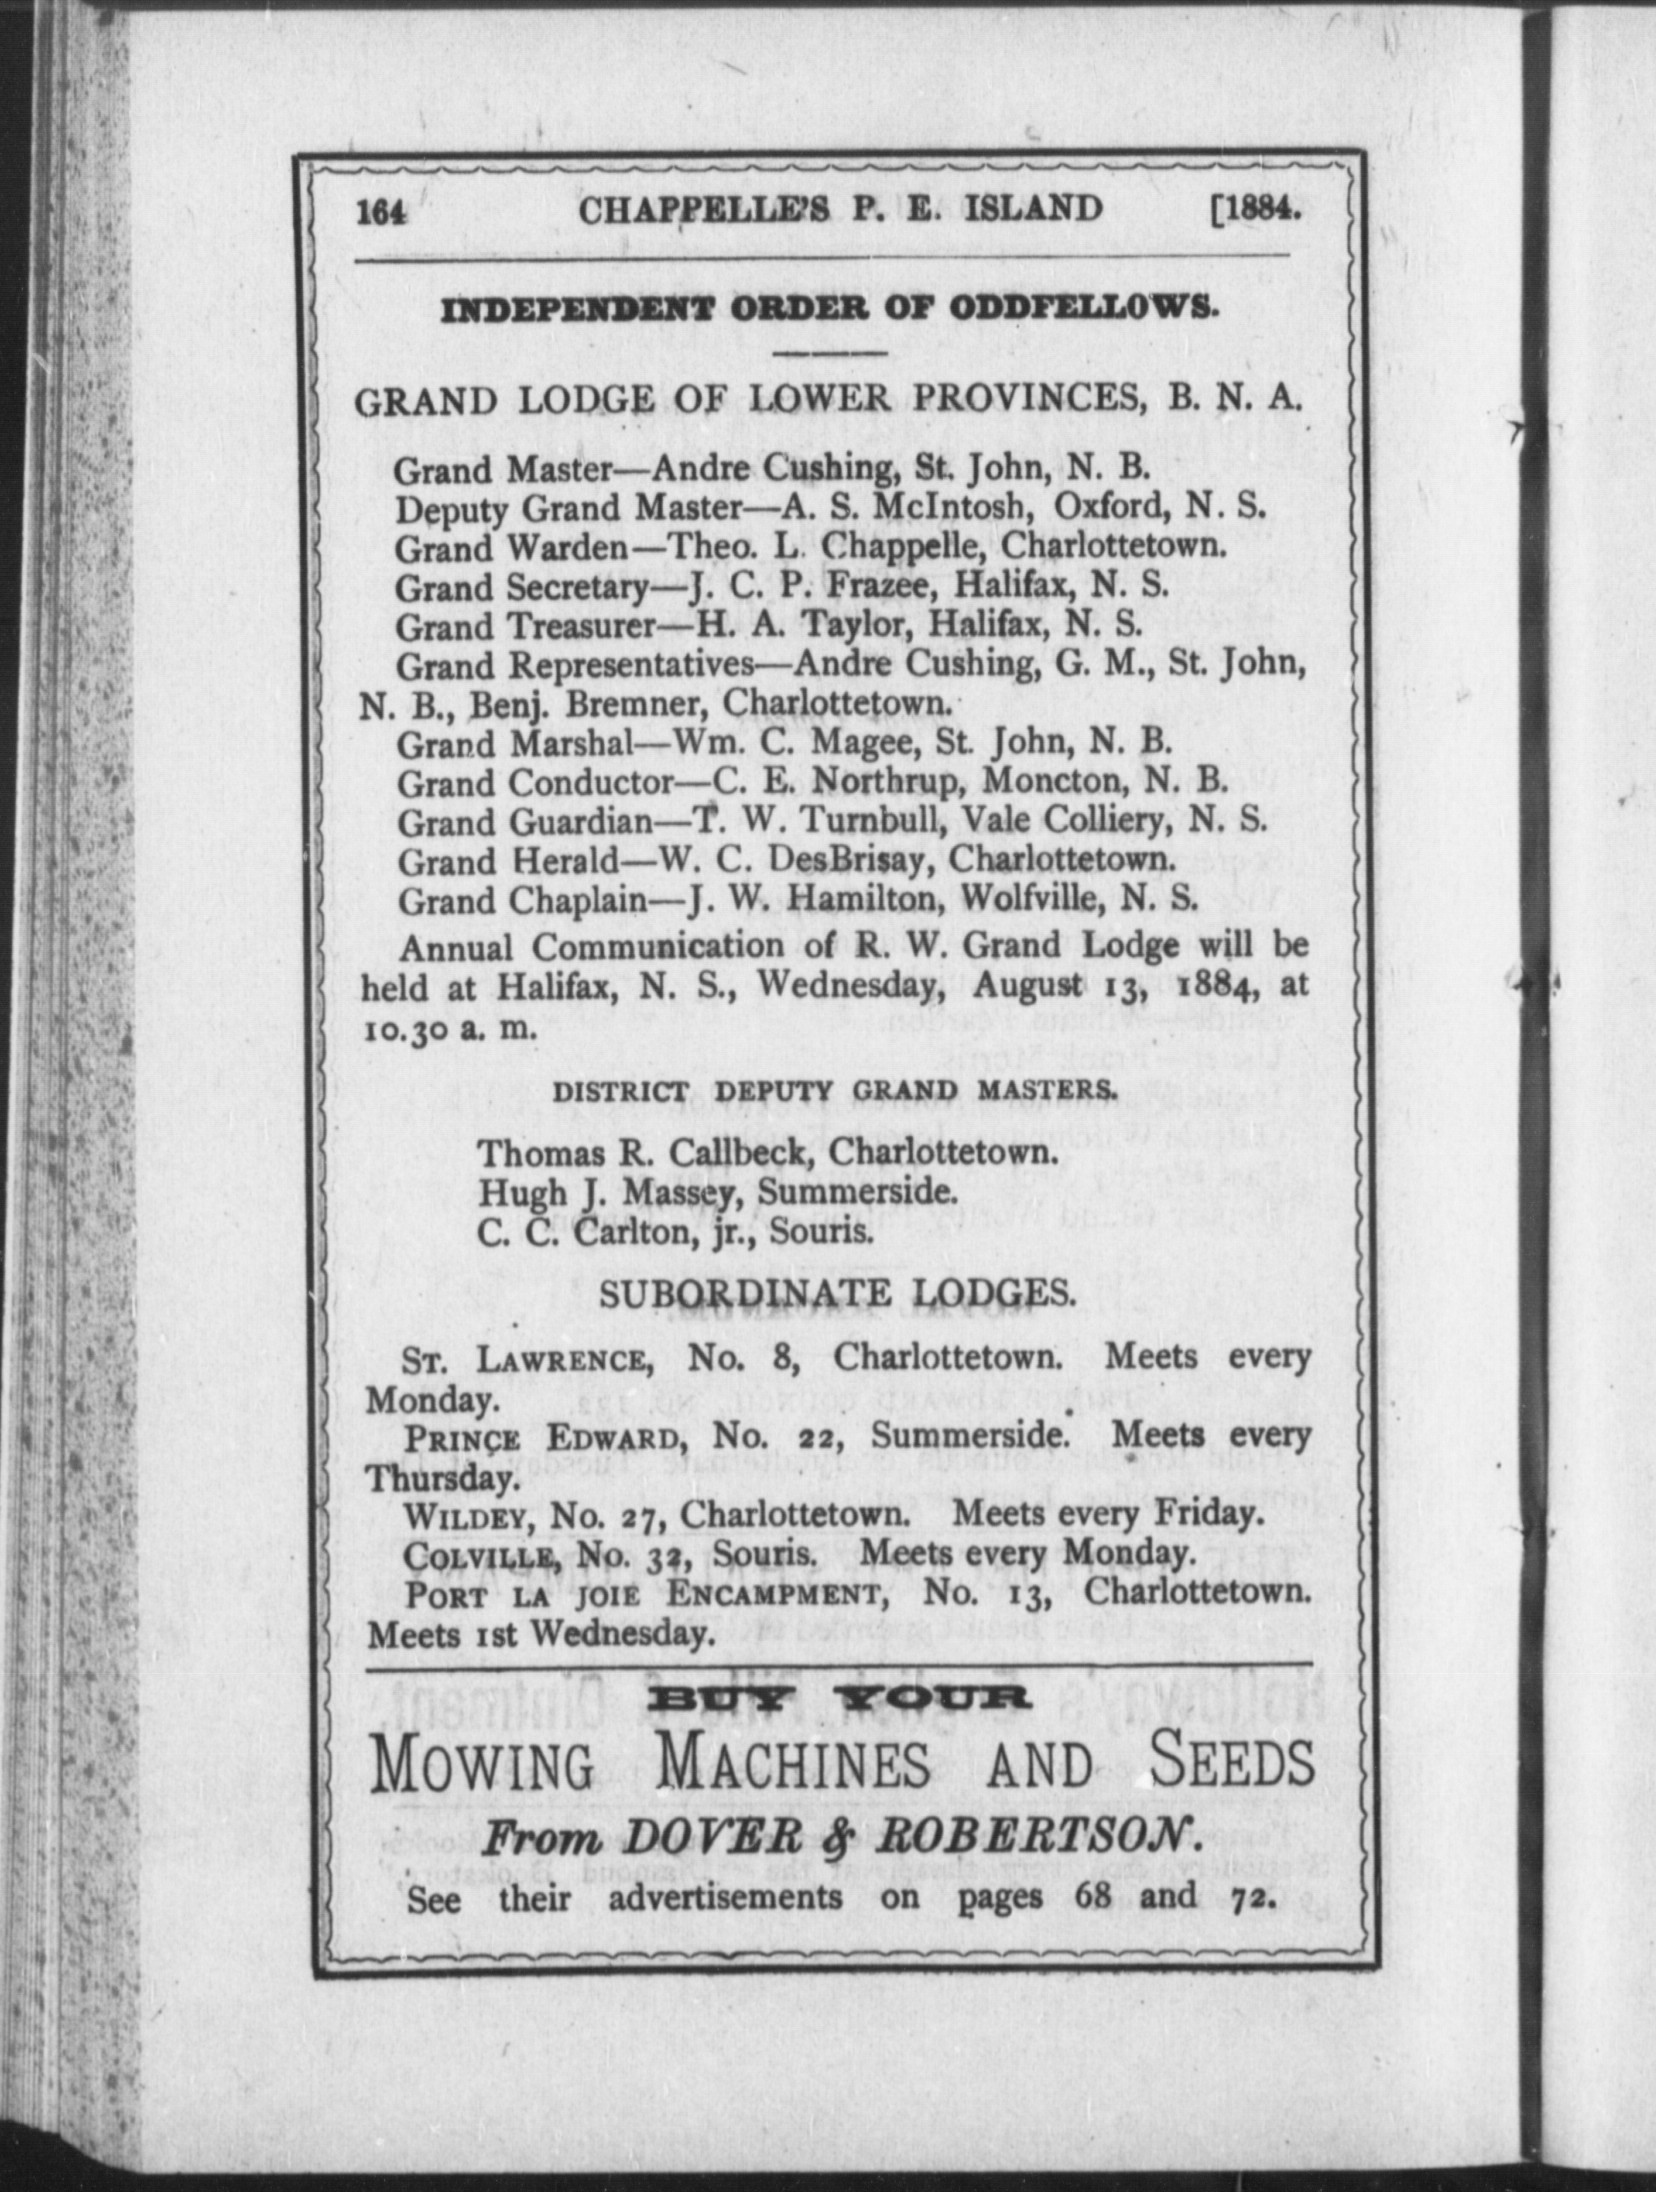 164 CHAPPELLE'S P. E. ISLAND [1884.
INDEPENDENT ORDER OF ODDFELLOWS.
GRAND LODGE OF LOWER PROVINCES, B. N. A.
Grand Master—Andre Cushing, St. John, N. B.
Deputy Grand Master—A. S. McIntosh, Oxford, N. S.
Grand Warden—Theo. L. Chappelle, Charlottetown.
Grand Secretary—J. C. P. Frazee, Halifax, N. S.
Grand Treasurer—H. A. Taylor, Halifax, N. S.
Grand Representatives—Andre Cushing, G. M., St. John,
N. B., Benj. Bremner, Charlottetown.
Grand Marshal—Wm. C. Magee, St. John, N. B.
Grand Conductor—C. E. Northrup, Moncton, N. B.
Grand Guardian—T. W. Turnbull, Vale Colliery, N. S.
Grand Herald—W. C. DesBrisay, Charlottetown.
Grand Chaplain—J. W. Hamilton, Wolfville, N. S.
Annual Communication of R. W. Grand Lodge will be
held at Halifax, N. S., Wednesday, August 13, 1884, at
10.30 a. m.
DISTRICT DEPUTY GRAND MASTERS.
Thomas R. Callbeck, Charlottetown.
Hugh J. Massey, Summerside.
C. C. Carlton, jr., Souris.
SUBORDINATE LODGES.
ST. LAWRENCE, No. 8, Charlottetown. Meets every
Monday.
PRINCE EDWARD, No. 22, Summerside. Meets every
Thursday.
WILDEY, No. 27, Charlottetown. Meets every Friday.
COLVILLE, No. 32, Souris. Meets every Monday.
PORT LA JOIE ENCAMPMENT, No. 13, Charlottetown.
Meets 1st Wednesday.
BUY YOUR
MOWING MACHINES AND SEEDS
From DOVER & ROBERTSON.
See their advertisements on pages 68 and 72.